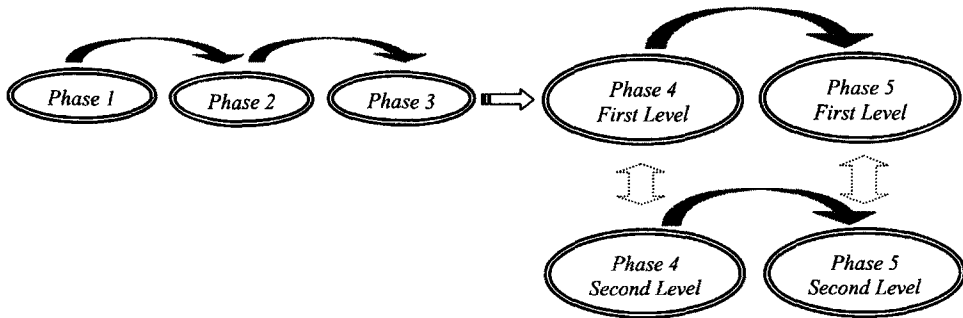 Phase 1
Phase 2
Phase 3
Phase 4
First Level
Phase 5
First Level
Phase 4
Second Level
Phase 5
Second Level